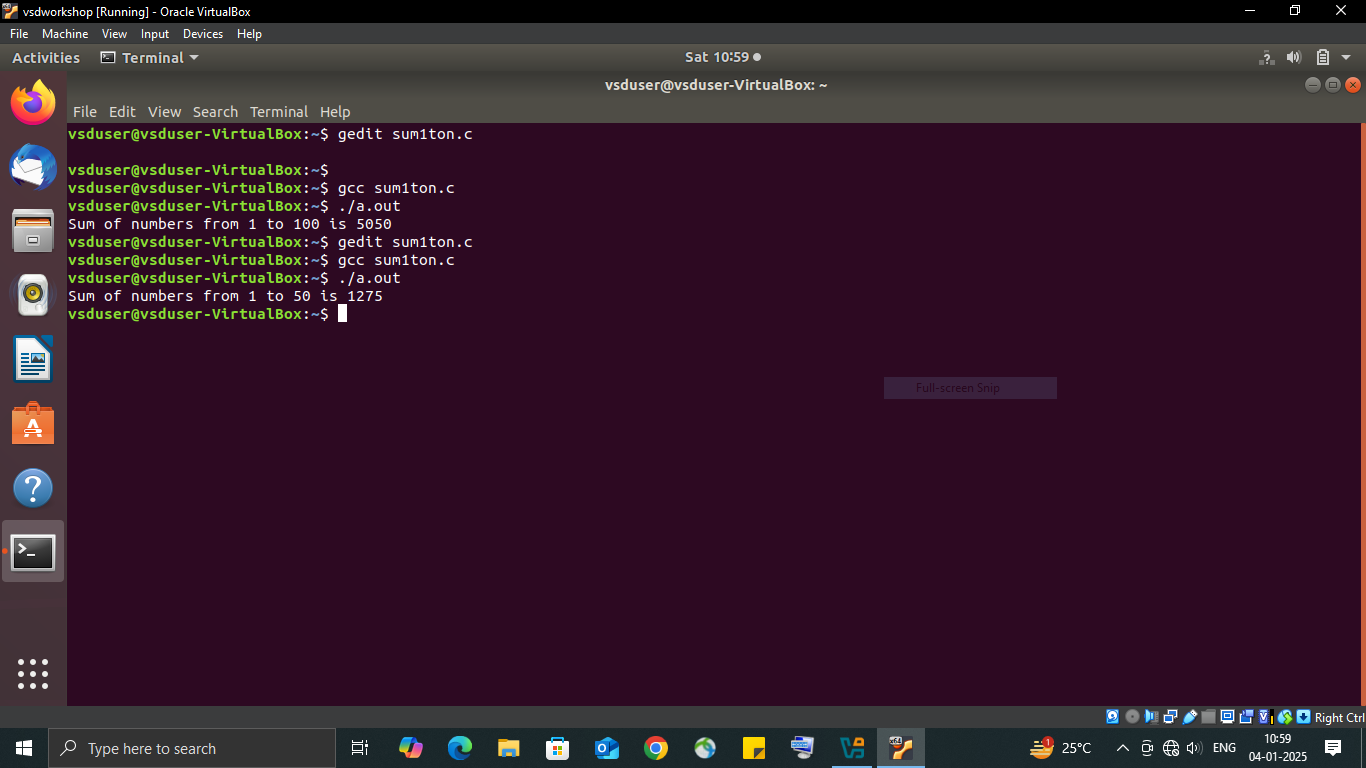 vsdworkshop [Running] - Oracle VirtualBox
File Machine View Input Devices Help
Activities Terminal Sat 10:59
vsduser@vsduser-VirtualBox: ~
File Edit View Search Terminal Help
vsduser@vsduser-VirtualBox:~$ gedit sum1ton.c
vsduser@vsduser-VirtualBox:~$
vsduser@vsduser-VirtualBox:~$ gcc sum1ton.c
vsduser@vsduser-VirtualBox:~$ ./a.out
Sum of numbers from 1 to 100 is 5050
vsduser@vsduser-VirtualBox:~$ gedit sum1ton.c
vsduser@vsduser-VirtualBox:~$ gcc sum1ton.c
vsduser@vsduser-VirtualBox:~$ ./a.out
Sum of numbers from 1 to 50 is 1275
vsduser@vsduser-VirtualBox:~$
Full-screen Snip
Right Ctrl
Type here to search
1
25°C
ENG
10:59
04-01-2025